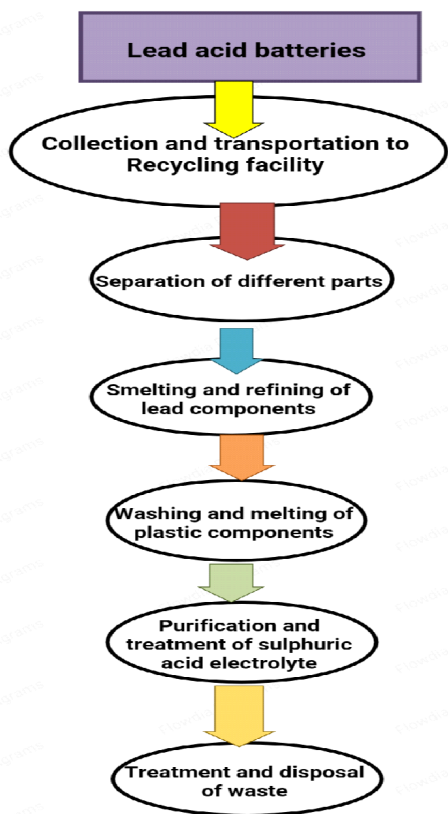 Lead acid batteries
Collection and transportation to
Recycling facility
Separation of different parts
Smelting and refining of
lead components
Washing and melting of
plastic components
Purification and
treatment of sulphuric
acid electrolyte
Treatment and disposal
of waste